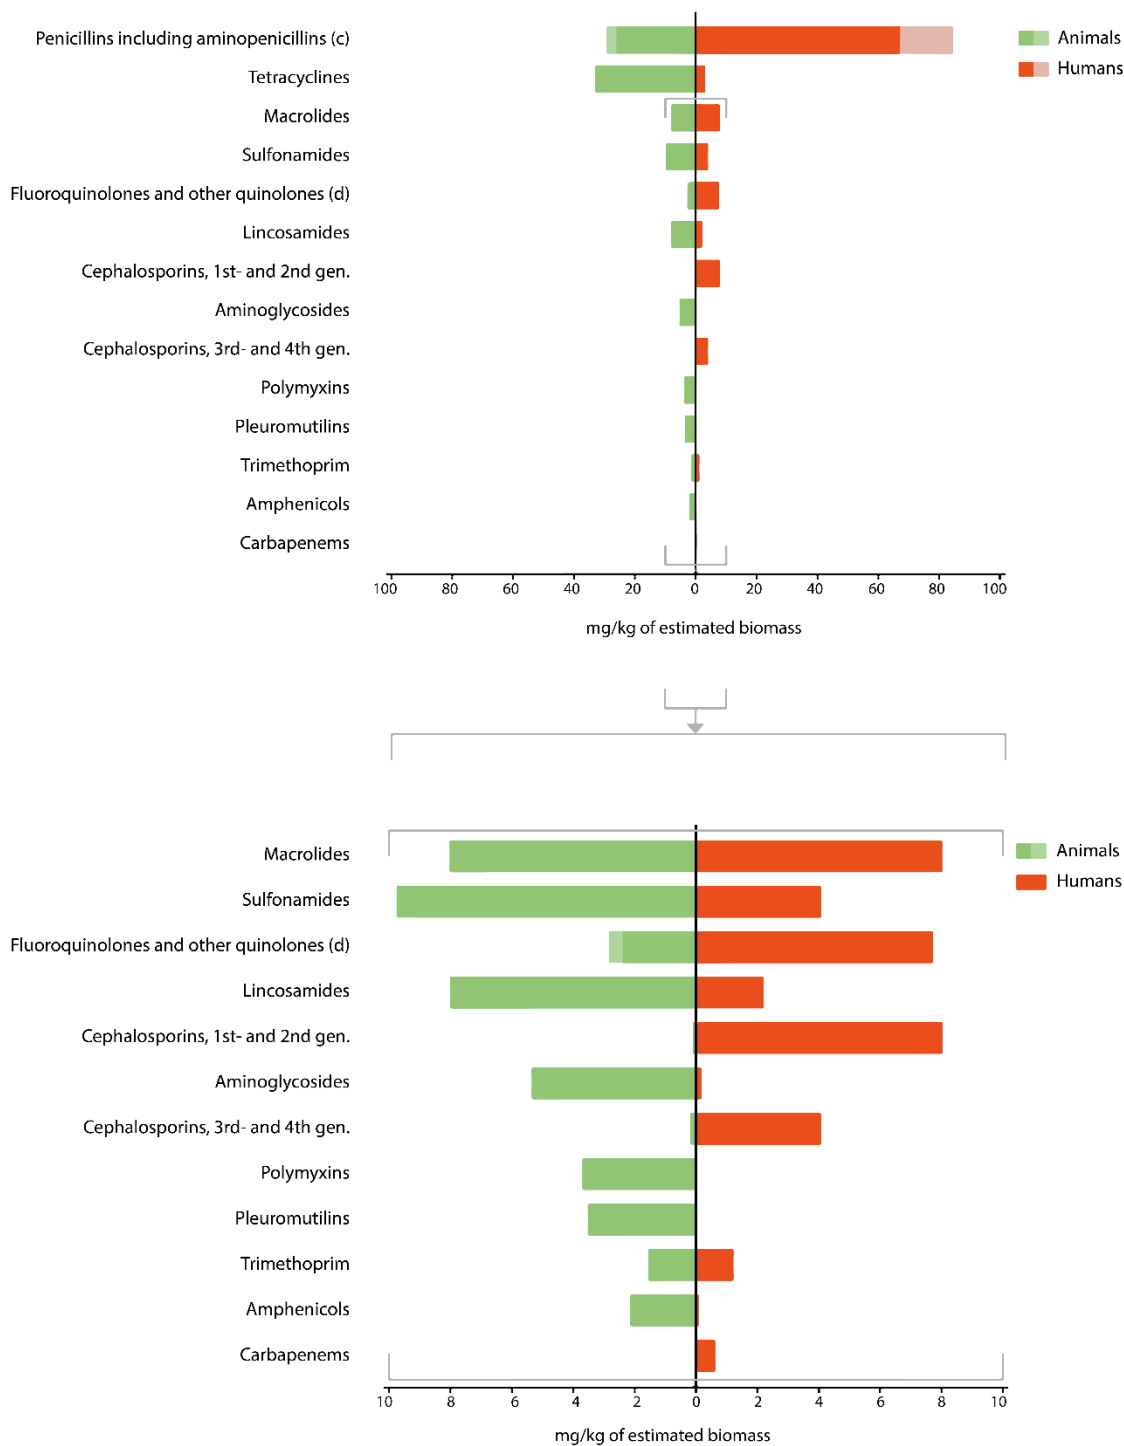 Penicillins including aminopenicillins (c)
Animals
Humans
Tetracyclines
Macrolides
Sulfonamides
Fluoroquinolones and other quinolones (d)
Lincosamides
Cephalosporins, 1st- and 2nd gen.
Aminoglycosides
Cephalosporins, 3rd- and 4th gen.
Polymyxins
Pleuromutilins
Trimethoprim
Amphenicols
Carbapenems
100 80 60 40 20 0 20 40 60 80 100
mg/kg of estimated biomass
Macrolides
Animals
Humans
Sulfonamides
Fluoroquinolones and other quinolones (d)
Lincosamides
Cephalosporins, 1st- and 2nd gen.
Aminoglycosides
Cephalosporins, 3rd- and 4th gen.
Polymyxins
Pleuromutilins
Trimethoprim
Amphenicols
Carbapenems
10 8 6 4 2 0 2 4 6 8 10
mg/kg of estimated biomass